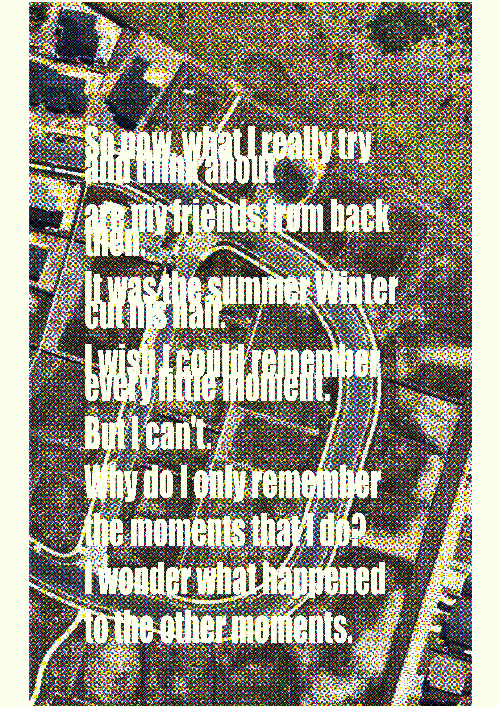 So now, what I really try
and think about
are my friends from back
then.
It was the summer Winter
cut his hair.
I wish I could remember
every little moment.
But I can't.
Why do I only remember
the moments that I do?
I wonder what happened
to the other moments.